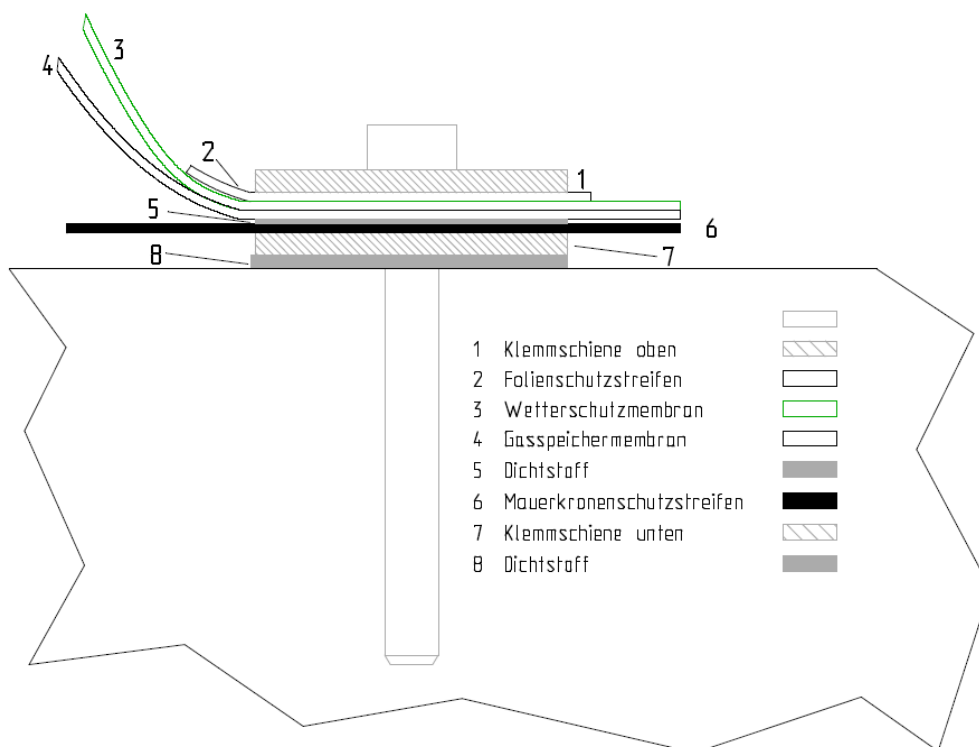 3
4
2
1
5
6
8
7
1 Klemmschiene oben
2 Folienschutzstreifen
3 Wetterschutzmembran
4 Gasspeichermembran
5 Dichtstoff
6 Mauerkronenschutzstreifen
7 Klemmschiene unten
8 Dichtstoff